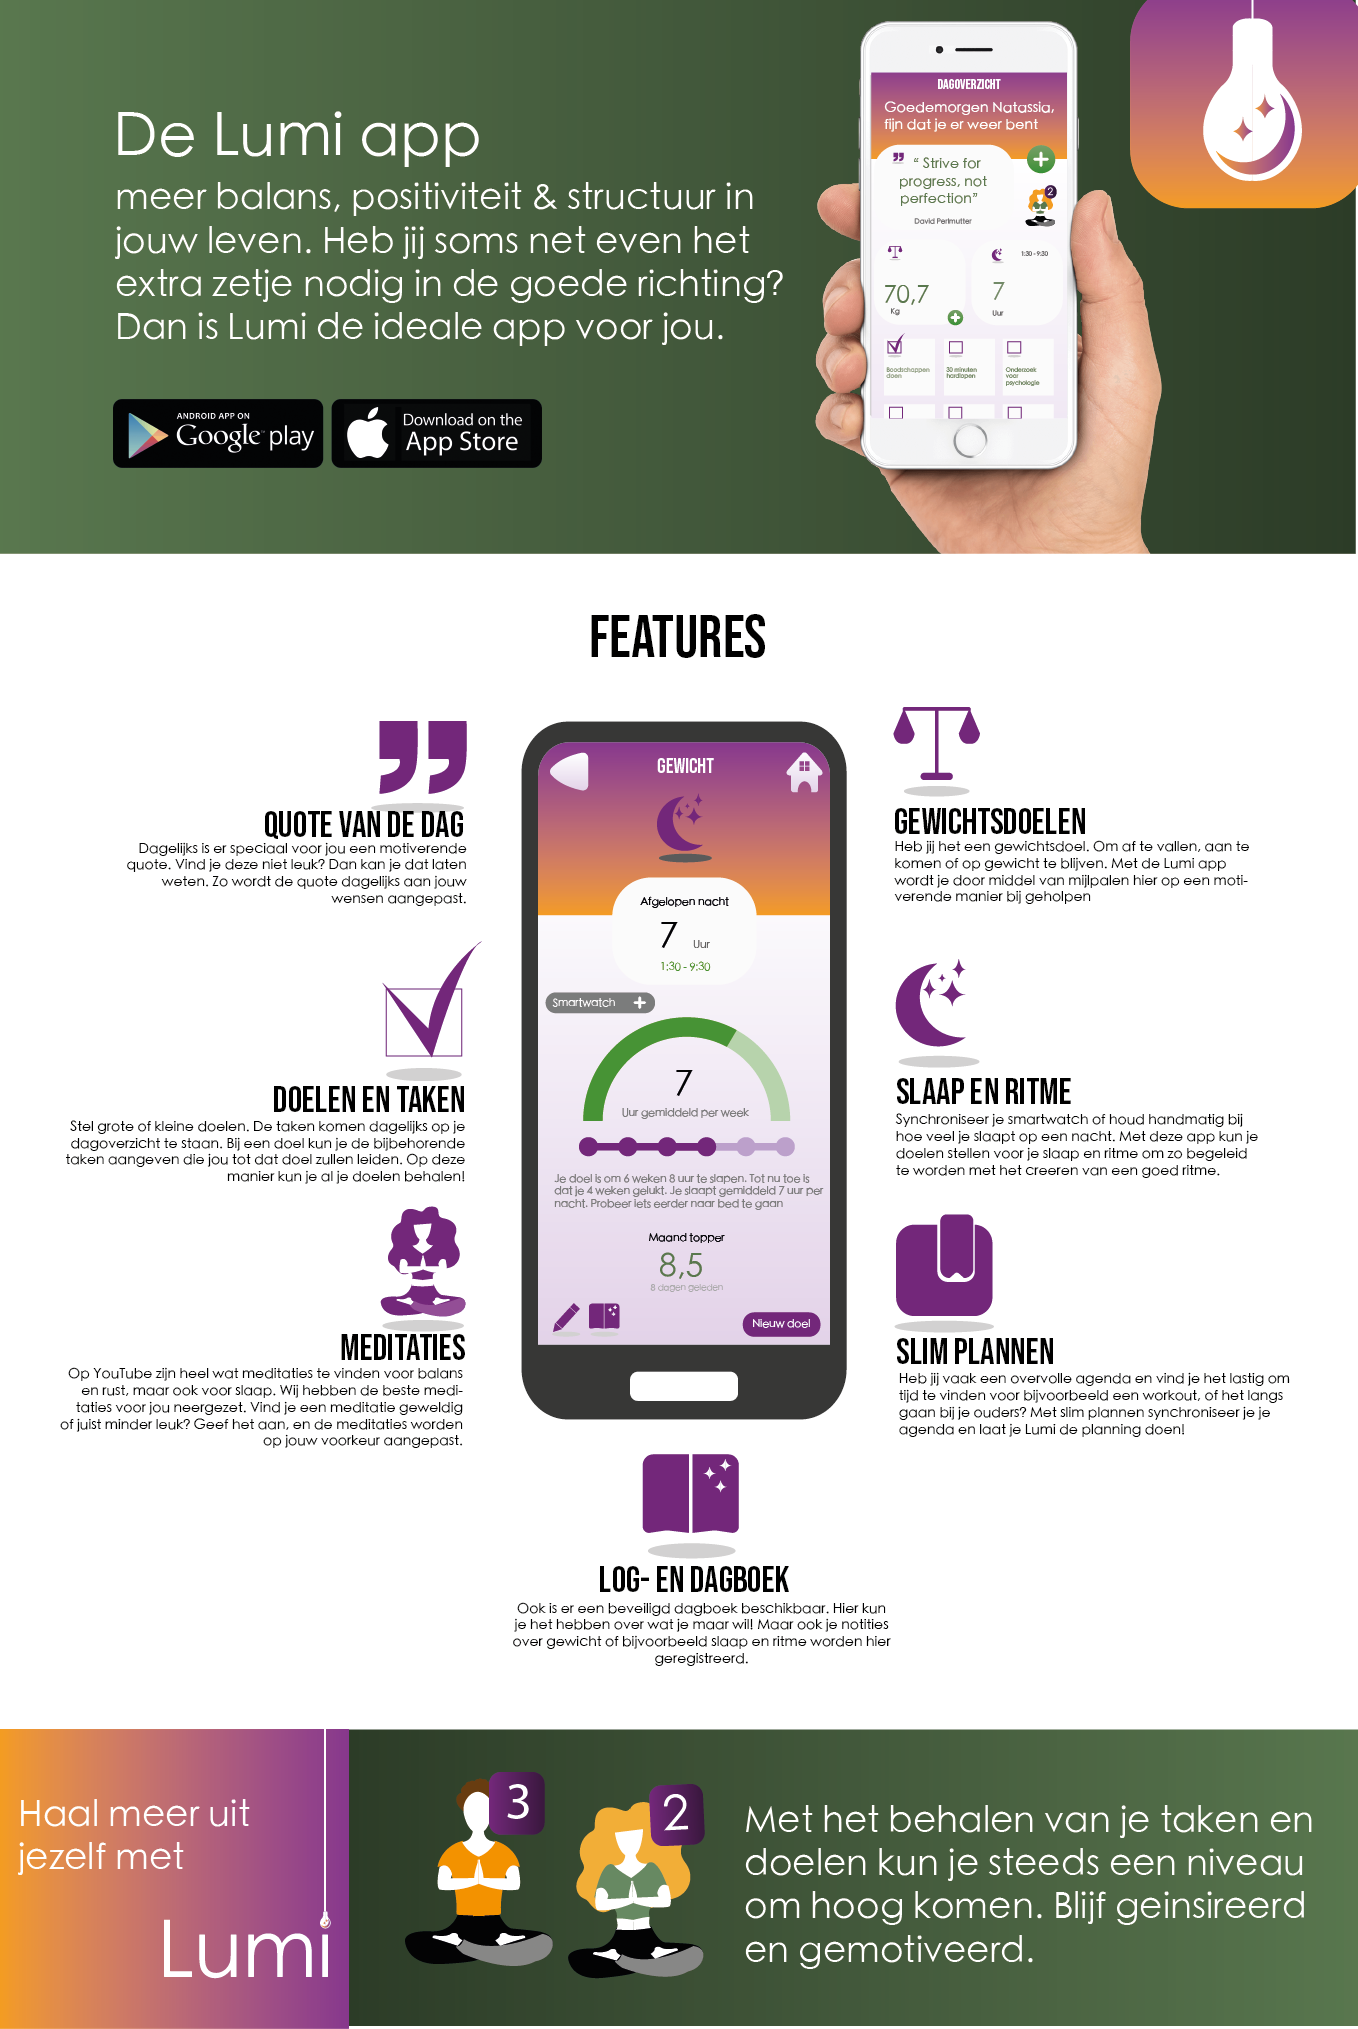 De Lumi app
meer balans, positiviteit & structuur in
jouw leven. Heb jij soms net even het
extra zetje nodig in de goede richting?
Dan is Lumi de ideale app voor jou.
ANDROID APP ON
Google play
Download on the
App Store
DAGOVERZICHT
Goedemorgen Natassia,
fijn dat je er weer bent
" Strive for
progress, not
perfection"
David Perlmutter
2
70,7
Kg
1:30 - 9:30
7
Uur
Boodschappen
doen
30 minuten
hardlopen
Onderzoek
voor
psychologie
FEATURES
QUOTE VAN DE DAG
Dagelijks is er speciaal voor jou een motiverende
quote. Vind je deze niet leuk? Dan kan je dat laten
weten. Zo wordt de quote dagelijks aan jouw
wensen aangepast.
DOELEN EN TAKEN
Stel grote of kleine doelen. De taken komen dagelijks op je
dagoverzicht te staan. Bij een doel kun je de bijbehorende
taken aangeven die jou tot dat doel zullen leiden. Op deze
manier kun je al je doelen behalen!
MEDITATIES
Op YouTube zijn heel wat meditaties te vinden voor balans
en rust, maar ook voor slaap. Wij hebben de beste medi-
taties voor jou neergezet. Vind je een meditatie geweldig
of juist minder leuk? Geef het aan, en de meditaties worden
op jouw voorkeur aangepast.
GEWICHT
Afgelopen nacht
7 Uur
1:30 - 9:30
Smartwatch +
7
Uur gemiddeld per week
Je doel is om 6 weken 8 uur te slapen. Tot nu toe is
dat je 4 weken gelukt. Je slaapt gemiddeld 7 uur per
nacht. Probeer iets eerder naar bed te gaan
Maand topper
8,5
8 dagen geleden
Nieuw doel
GEWICHTSDOELEN
Heb jij het een gewichtsdoel. Om af te vallen, aan te
komen of op gewicht te blijven. Met de Lumi app
wordt je door middel van mijlpalen hier op een moti-
verende manier bij geholpen
SLAAP EN RITME
Synchroniseer je smartwatch of houd handmatig bij
hoe veel je slaapt op een nacht. Met deze app kun je
doelen stellen voor je slaap en ritme om zo begeleid
te worden met het creeren van een goed ritme.
SLIM PLANNEN
Heb jij vaak een overvolle agenda en vind je het lastig om
tijd te vinden voor bijvoorbeeld een workout, of het langs
gaan bij je ouders? Met slim plannen synchroniseer je je
agenda en laat je Lumi de planning doen!
LOG- EN DAGBOEK
Ook is er een beveiligd dagboek beschikbaar. Hier kun
je het hebben over wat je maar wil! Maar ook je notities
over gewicht of bijvoorbeeld slaap en ritme worden hier
geregistreerd.
Haal meer uit
jezelf met
Lumi
3
2
Met het behalen van je taken en
doelen kun je steeds een niveau
om hoog komen. Blijf geinsireerd
en gemotiveerd.